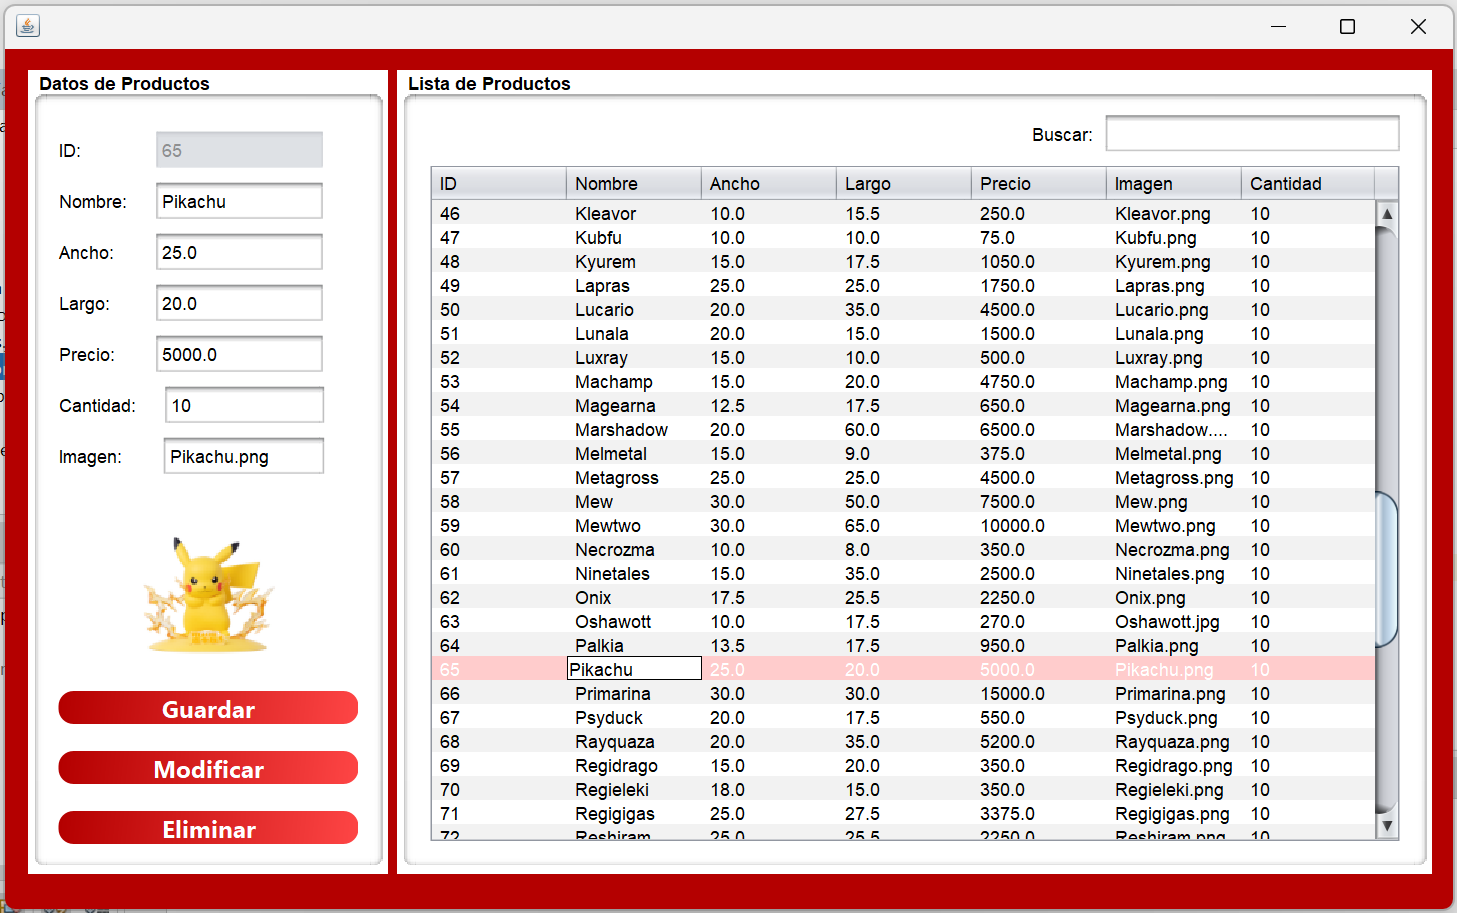 Datos de Productos
ID: 65
Nombre: Pikachu
Ancho: 25.0
Largo: 20.0
Precio: 5000.0
Cantidad: 10
Imagen: Pikachu.png
Guardar
Modificar
Eliminar
Lista de Productos
Buscar:
ID Nombre Ancho Largo Precio Imagen Cantidad
46 Kleavor 10.0 15.5 250.0 Kleavor.png 10
47 Kubfu 10.0 10.0 75.0 Kubfu.png 10
48 Kyurem 15.0 17.5 1050.0 Kyurem.png 10
49 Lapras 25.0 25.0 1750.0 Lapras.png 10
50 Lucario 20.0 35.0 4500.0 Lucario.png 10
51 Lunala 20.0 15.0 1500.0 Lunala.png 10
52 Luxray 15.0 10.0 500.0 Luxray.png 10
53 Machamp 15.0 20.0 4750.0 Machamp.png 10
54 Magearna 12.5 17.5 650.0 Magearna.png 10
55 Marshadow 20.0 60.0 6500.0 Marshadow.... 10
56 Melmetal 15.0 9.0 375.0 Melmetal.png 10
57 Metagross 25.0 25.0 4500.0 Metagross.png 10
58 Mew 30.0 50.0 7500.0 Mew.png 10
59 Mewtwo 30.0 65.0 10000.0 Mewtwo.png 10
60 Necrozma 10.0 8.0 350.0 Necrozma.png 10
61 Ninetales 15.0 35.0 2500.0 Ninetales.png 10
62 Onix 17.5 25.5 2250.0 Onix.png 10
63 Oshawott 10.0 17.5 270.0 Oshawott.jpg 10
64 Palkia 13.5 17.5 950.0 Palkia.png 10
65 Pikachu 25.0 20.0 5000.0 Pikachu.png 10
66 Primarina 30.0 30.0 15000.0 Primarina.png 10
67 Psyduck 20.0 17.5 550.0 Psyduck.png 10
68 Rayquaza 20.0 35.0 5200.0 Rayquaza.png 10
69 Regidrago 15.0 20.0 350.0 Regidrago.png 10
70 Regieleki 18.0 15.0 350.0 Regieleki.png 10
71 Regigigas 25.0 27.5 3375.0 Regigigas.png 10
72 Reshiram 25.0 25.5 2250.0 Reshiram.png 10